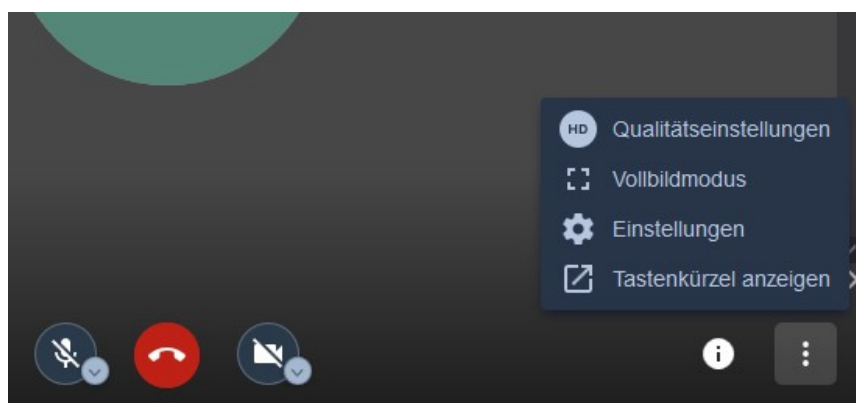 HD Qualitätseinstellungen
Vollbildmodus
Einstellungen
Tastenkürzel anzeigen